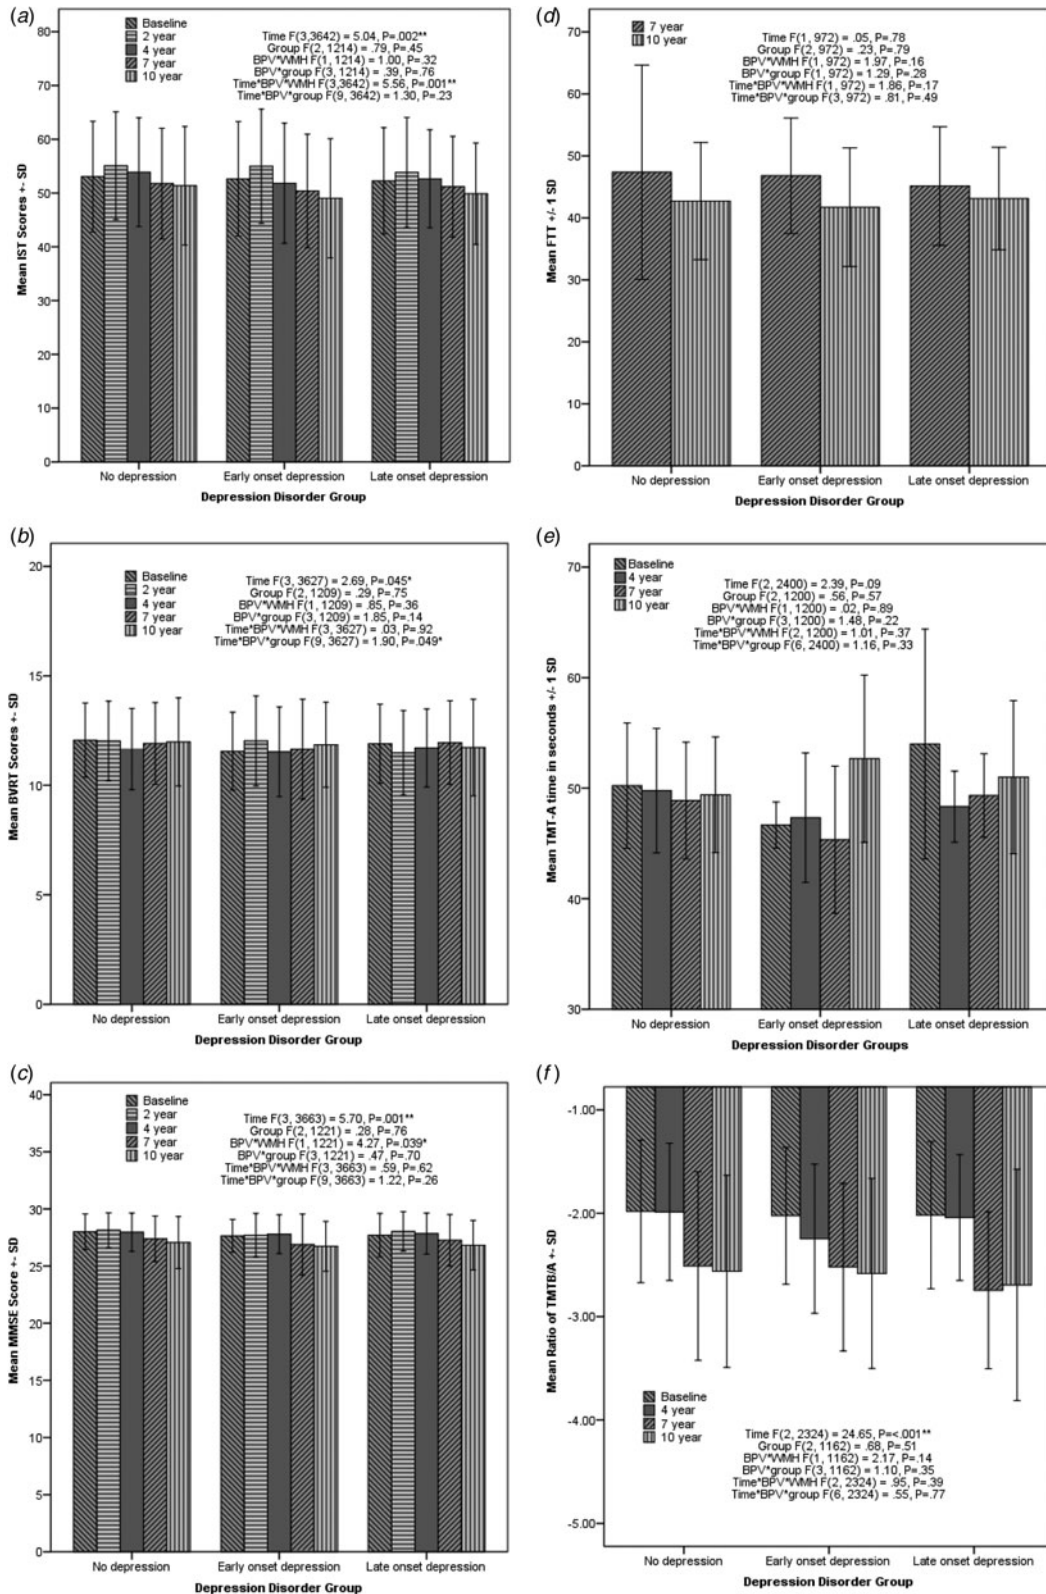 (a)
Baseline
2 year
4 year
7 year
10 year
Time F(3,3642) = 5.04, P=.002**
Group F(2, 1214) = .79, P=.45
BPV*WMH F(1, 1214) = 1.00, P=.32
BPV*group F(3, 1214) = .39, P=.76
Time*BPV*WMH F(3,3642) = 5.56, P=.001**
Time*BPV*group F(9, 3642) = 1.30, P=.23
Mean IST Scores +- SD
80
70
60
50
40
30
20
10
0
No depression
Early onset depression
Late onset depression
Depression Disorder Group
(b)
Baseline
2 year
4 year
7 year
10 year
Time F(3, 3627) = 2.69, P=.045*
Group F(2, 1209) = .29, P=.75
BPV*WMH F(1, 1209) = .85, P=.36
BPV*group F(3, 1209) = 1.85, P=.14
Time*BPV*WMH F(3, 3627) = .03, P=.92
Time*BPV*group F(9, 3627) = 1.90, P=.049*
Mean BVRT Scores +- SD
20
15
10
5
0
No depression
Early onset depression
Late onset depression
Depression Disorder Group
(c)
Baseline
2 year
4 year
7 year
10 year
Time F(3, 3663) = 5.70, P=.001**
Group F(2, 1221) = .28, P=.76
BPV*WMH F(1, 1221) = 4.27, P=.039*
BPV*group F(3, 1221) = .47, P=.70
Time*BPV*WMH F(3, 3663) = .59, P=.62
Time*BPV*group F(9, 3663) = 1.22, P=.26
Mean MMSE Score +- SD
40
30
20
10
0
No depression
Early onset depression
Late onset depression
Depression Disorder Group
(d)
7 year
10 year
Time F(1, 972) = .05, P=.78
Group F(2, 972) = .23, P=.79
BPV*WMH F(1, 972) = 1.97, P=.16
BPV*group F(1, 972) = 1.29, P=.28
Time*BPV*WMH F(1, 972) = 1.86, P=.17
Time*BPV*group F(3, 972) = .81, P=.49
Mean FTT +/- 1 SD
70
60
50
40
30
20
10
0
No depression
Early onset depression
Late onset depression
Depression Disorder Group
(e)
Baseline
4 year
7 year
10 year
Time F(2, 2400) = 2.39, P=.09
Group F(2, 1200) = .56, P=.57
BPV*WMH F(1, 1200) = .02, P=.89
BPV*group F(3, 1200) = 1.48, P=.22
Time*BPV*WMH F(2, 1200) = 1.01, P=.37
Time*BPV*group F(6, 2400) = 1.16, P=.33
Mean TMT-A time in seconds +/- 1 SD
70
60
50
40
30
No depression
Early onset depression
Late onset depression
Depression Disorder Groups
(f)
Mean Ratio of TMTB/A +- SD
-1.00
-2.00
-3.00
-4.00
-5.00
Baseline
4 year
7 year
10 year
Time F(2, 2324) = 24.65, P=<.001**
Group F(2, 1162) = .68, P=.51
BPV*WMH F(1, 1162) = 2.17, P=.14
BPV*group F(3, 1162) = 1.10, P=.35
Time*BPV*WMH F(2, 2324) = .95, P=.39
Time*BPV*group F(6, 2324) = .55, P=.77
No depression
Early onset depression
Late onset depression
Depression Disorder Group